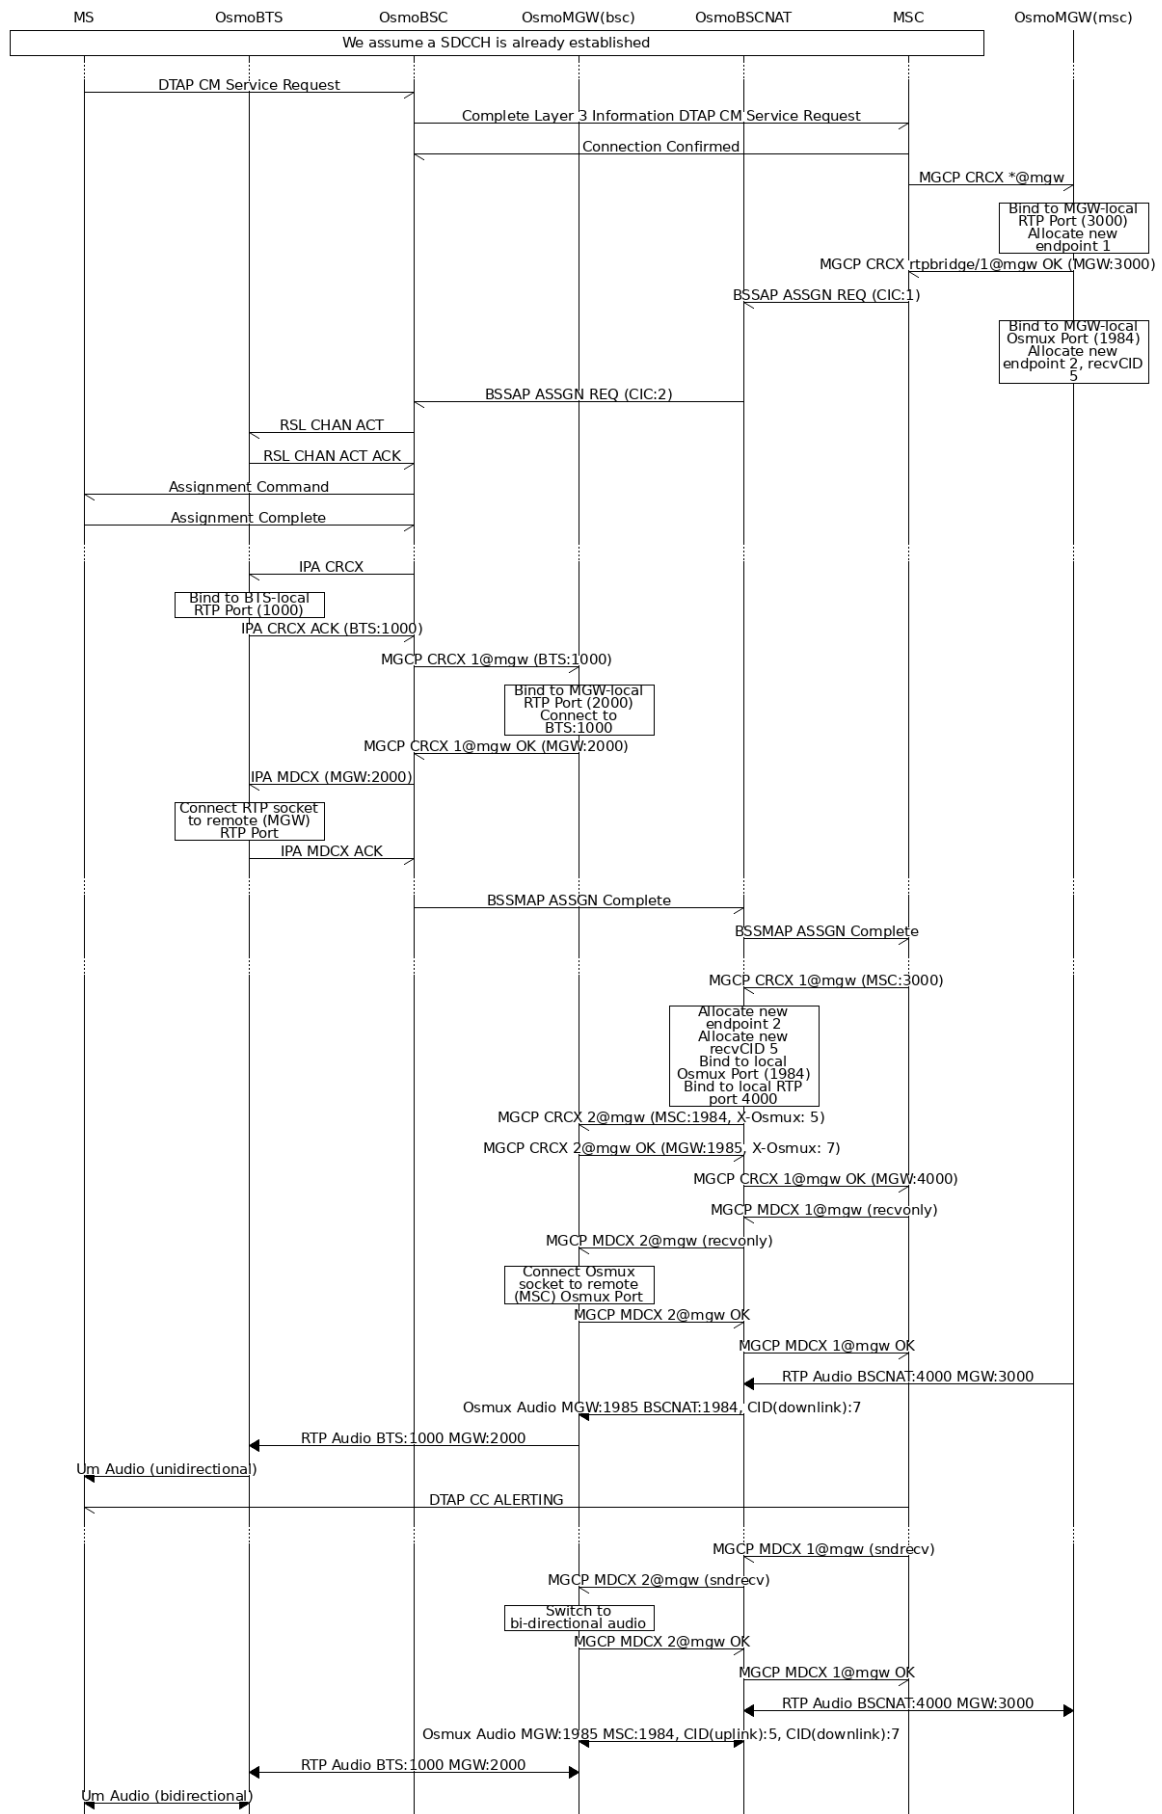 MS OsmoBTS OsmoBSC OsmoMGW(bsc) OsmoBSCNAT MSC OsmoMGW(msc)
We assume a SDCCH is already established
DTAP CM Service Request
Complete Layer 3 Information DTAP CM Service Request
Connection Confirmed
MGCP CRCX *@mgw
Bind to MGW-local
RTP Port (3000)
Allocate new
endpoint 1
MGCP CRCX rtpbridge/1@mgw OK (MGW:3000)
BSSAP ASSGN REQ (CIC:1)
Bind to MGW-local
Osmux Port (1984)
Allocate new
endpoint 2, recvCID
5
BSSAP ASSGN REQ (CIC:2)
RSL CHAN ACT
RSL CHAN ACT ACK
Assignment Command
Assignment Complete
IPA CRCX
Bind to BTS-local
RTP Port (1000)
IPA CRCX ACK (BTS:1000)
MGCP CRCX 1@mgw (BTS:1000)
Bind to MGW-local
RTP Port (2000)
Connect to
BTS:1000
MGCP CRCX 1@mgw OK (MGW:2000)
IPA MDCX (MGW:2000)
Connect RTP socket
to remote (MGW)
RTP Port
IPA MDCX ACK
BSSMAP ASSGN Complete
BSSMAP ASSGN Complete
MGCP CRCX 1@mgw (MSC:3000)
Allocate new
endpoint 2
Allocate new
recvCID 5
Bind to local
Osmux Port (1984)
Bind to local RTP
port 4000
MGCP CRCX 2@mgw (MSC:1984, X-Osmux: 5)
MGCP CRCX 2@mgw OK (MGW:1985, X-Osmux: 7)
MGCP CRCX 1@mgw OK (MGW:4000)
MGCP MDCX 1@mgw (recvonly)
MGCP MDCX 2@mgw (recvonly)
Connect Osmux
socket to remote
(MSC) Osmux Port
MGCP MDCX 2@mgw OK
MGCP MDCX 1@mgw OK
RTP Audio BSCNAT:4000 MGW:3000
Osmux Audio MGW:1985 BSCNAT:1984, CID(downlink):7
RTP Audio BTS:1000 MGW:2000
Um Audio (unidirectional)
DTAP CC ALERTING
MGCP MDCX 1@mgw (sndrecv)
MGCP MDCX 2@mgw (sndrecv)
Switch to
bi-directional audio
MGCP MDCX 2@mgw OK
MGCP MDCX 1@mgw OK
RTP Audio BSCNAT:4000 MGW:3000
Osmux Audio MGW:1985 MSC:1984, CID(uplink):5, CID(downlink):7
RTP Audio BTS:1000 MGW:2000
Um Audio (bidirectional)